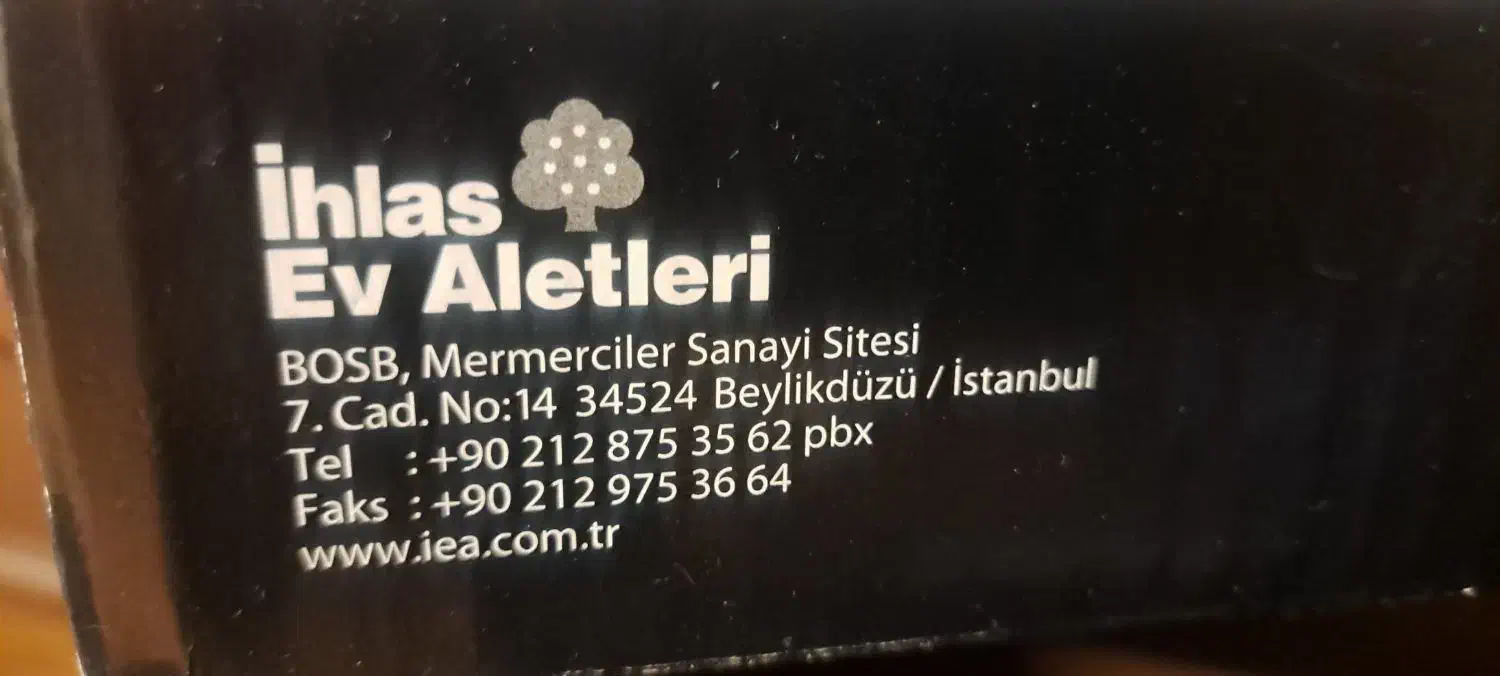 İhlas
Ev Aletleri
BOSB, Mermerciler Sanayi Sitesi
7. Cad. No:14 34524 Beylikdüzü / İstanbul
Tel : +90 212 875 35 62 pbx
Faks : +90 212 975 36 64
www.iea.com.tr